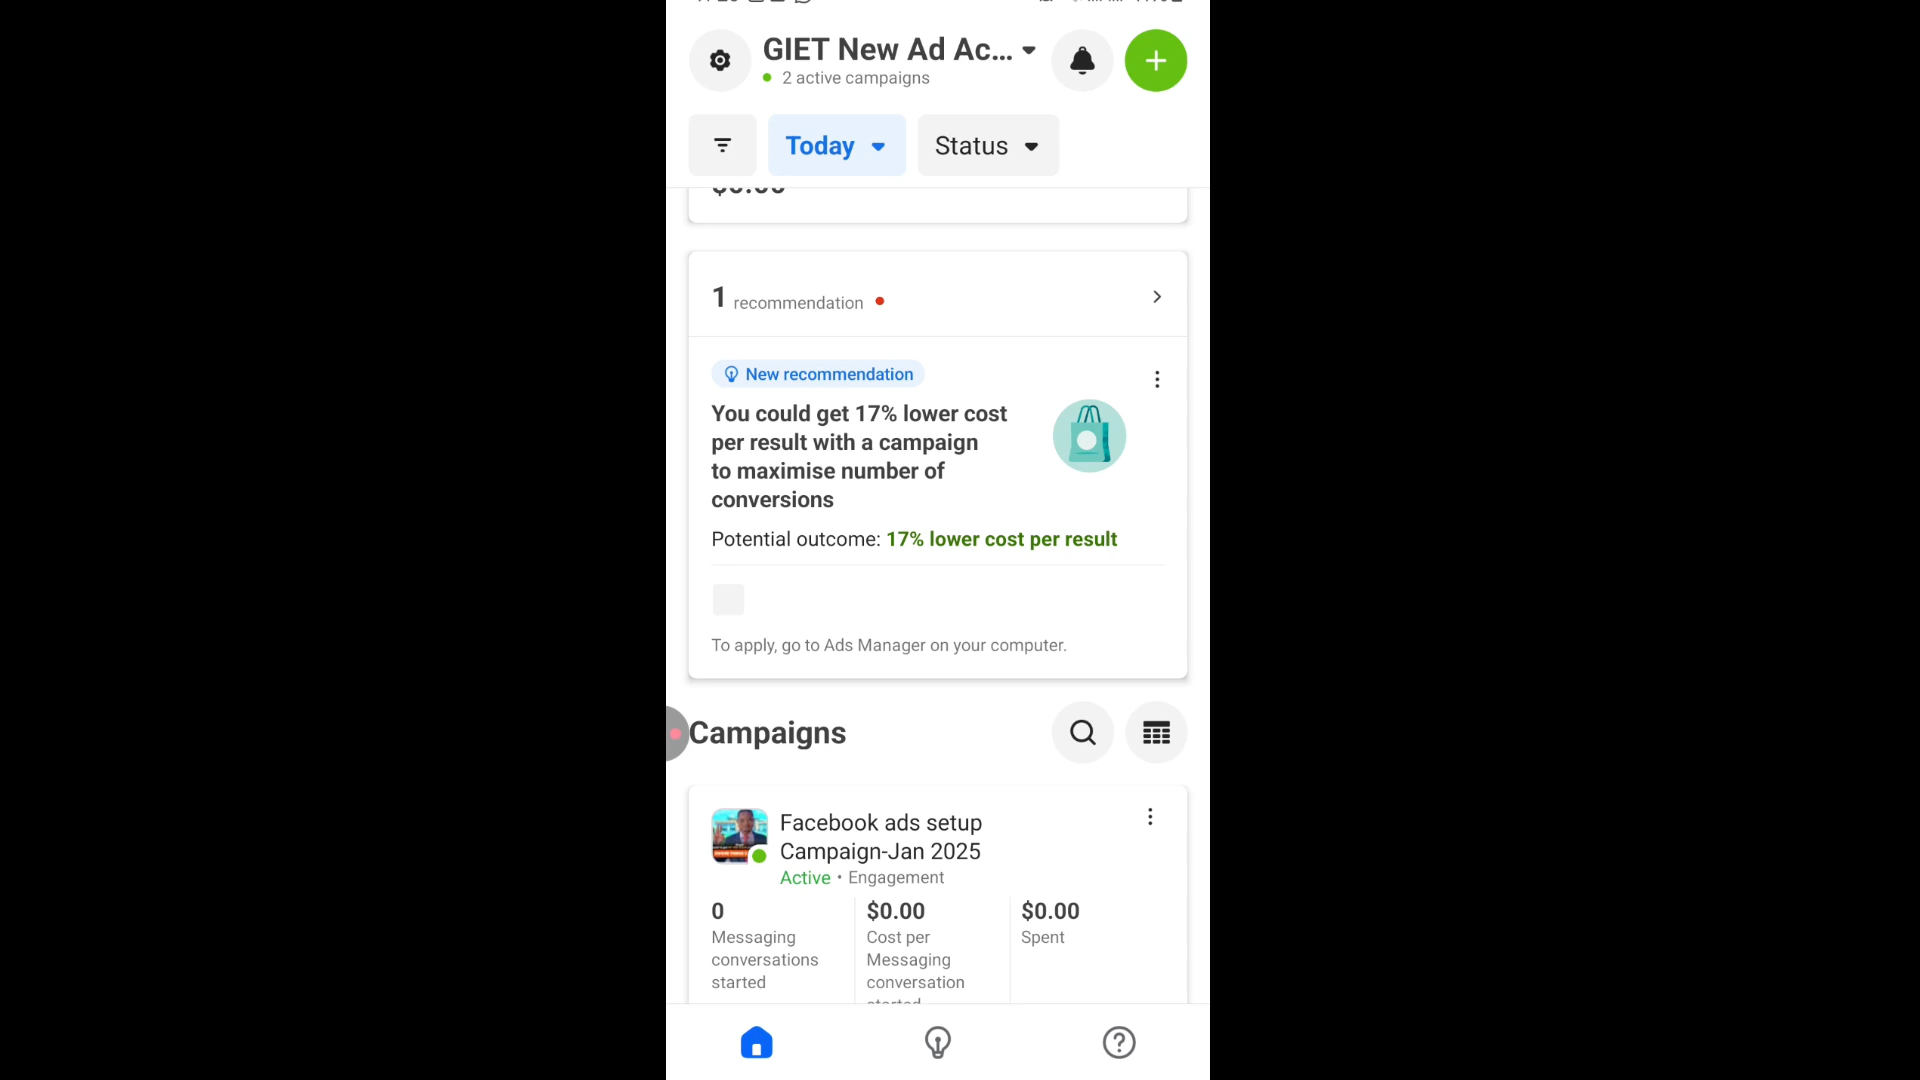 GIET New Ad Ac...
2 active campaigns
Today
Status
$0.00
1 recommendation
New recommendation
You could get 17% lower cost
per result with a campaign
to maximise number of
conversions
Potential outcome: 17% lower cost per result
To apply, go to Ads Manager on your computer.
Campaigns
Facebook ads setup
Campaign-Jan 2025
Active • Engagement
0 $0.00 $0.00
Messaging Cost per Spent
conversations Messaging
started conversation
started